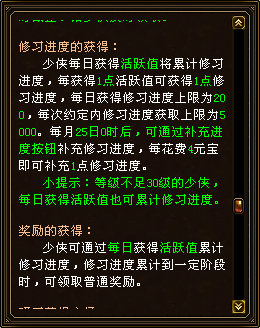 修习进度的获得：
少侠每日获得活跃值将累计修习
进度，每获得1点活跃值可获得1点修
习进度，每日获得修习进度上限为20
0，每次约定内修习进度获取上限为5
000。每月25日0时后，可通过补充进
度按钮补充修习进度，每花费4元宝
即可补充1点修习进度。
小提示：等级不足30级的少侠，
每日获得活跃值也可累计修习进度。
奖励的获得：
少侠可通过每日获得活跃值累计
修习进度，修习进度累计到一定阶段
时，可领取普通奖励。